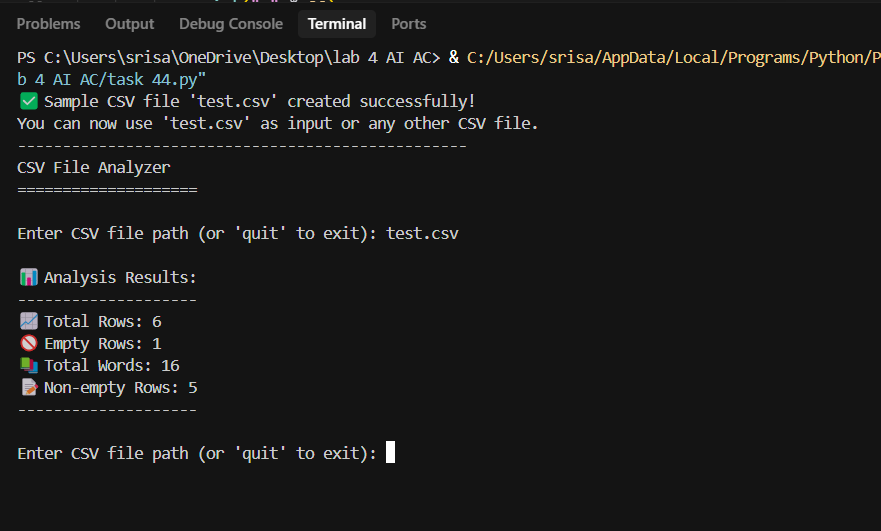 Problems Output Debug Console Terminal Ports
PS C:\Users\srisa\OneDrive\Desktop\lab 4 AI AC> & C:/Users/srisa/AppData/Local/Programs/Python/P
b 4 AI AC/task 44.py"
✅ Sample CSV file 'test.csv' created successfully!
You can now use 'test.csv' as input or any other CSV file.
--------------------------------------------------
CSV File Analyzer
====================
Enter CSV file path (or 'quit' to exit): test.csv
📊 Analysis Results:
--------------------
📈 Total Rows: 6
🚫 Empty Rows: 1
📚 Total Words: 16
📝 Non-empty Rows: 5
--------------------
Enter CSV file path (or 'quit' to exit):